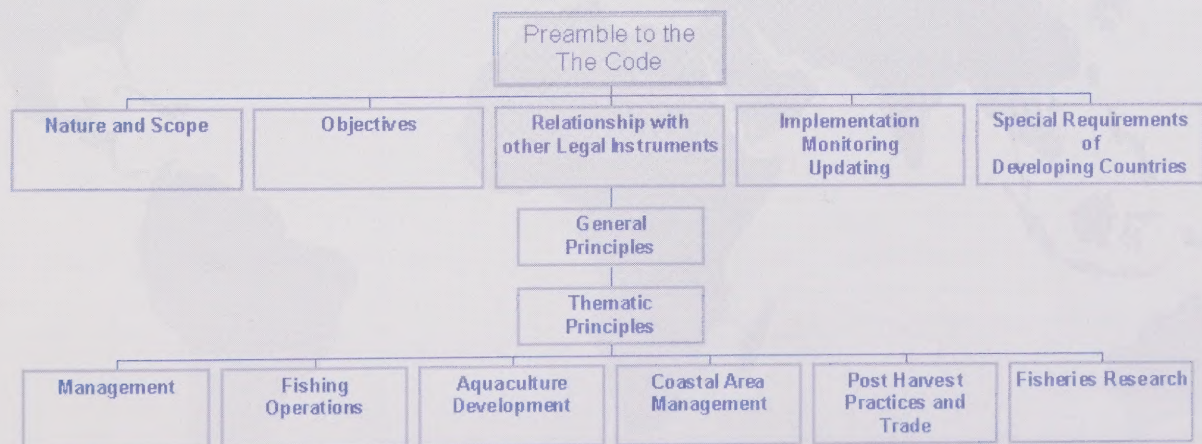 Preamble to the
The Code
Nature and Scope
Objectives
Relationship with
other Legal Instruments
Implementation
Monitoring
Updating
Special Requirements
of
Developing Countries
General
Principles
Thematic
Principles
Management
Fishing
Operations
Aquaculture
Development
Coastal Area
Management
Post Harvest
Practices and
Trade
Fisheries Research